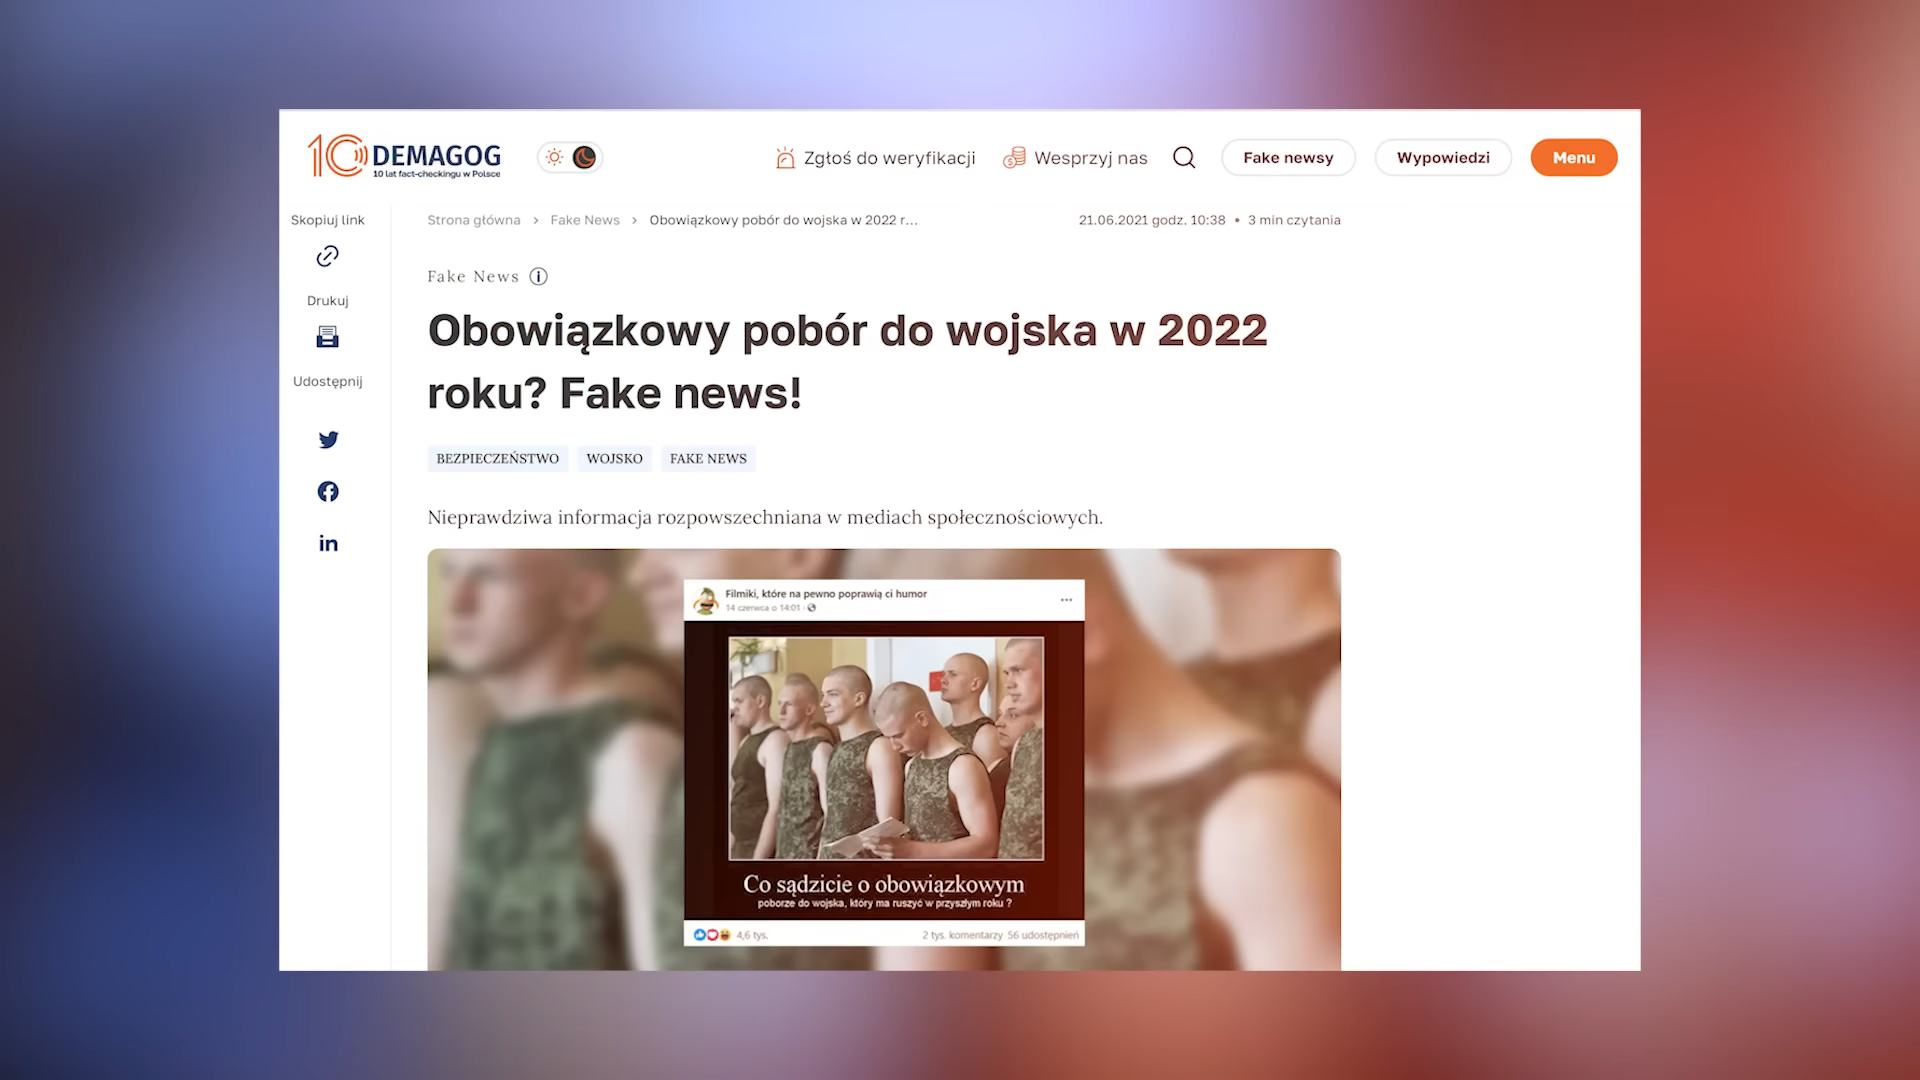 10 DEMAGOG
10 lat fact-checkingu w Polsce
Zgłoś do weryfikacji
Wesprzyj nas
Fake newsy
Wypowiedzi
Menu
Skopiuj link
Drukuj
Udostępnij
Strona główna > Fake News > Obowiązkowy pobór do wojska w 2022 r...
21.06.2021 godz. 10:38 • 3 min czytania
Fake News
Obowiązkowy pobór do wojska w 2022
roku? Fake news!
BEZPIECZEŃSTWO WOJSKO FAKE NEWS
Nieprawdziwa informacja rozpowszechniana w mediach społecznościowych.
Filmiki, które na pewno poprawią ci humor
14 czerwca o 14:01
Co sądzicie o obowiązkowym
poborze do wojska, który ma ruszyć w przyszłym roku ?
4,6 tys.
2 tys. komentarzy 56 udostępnień